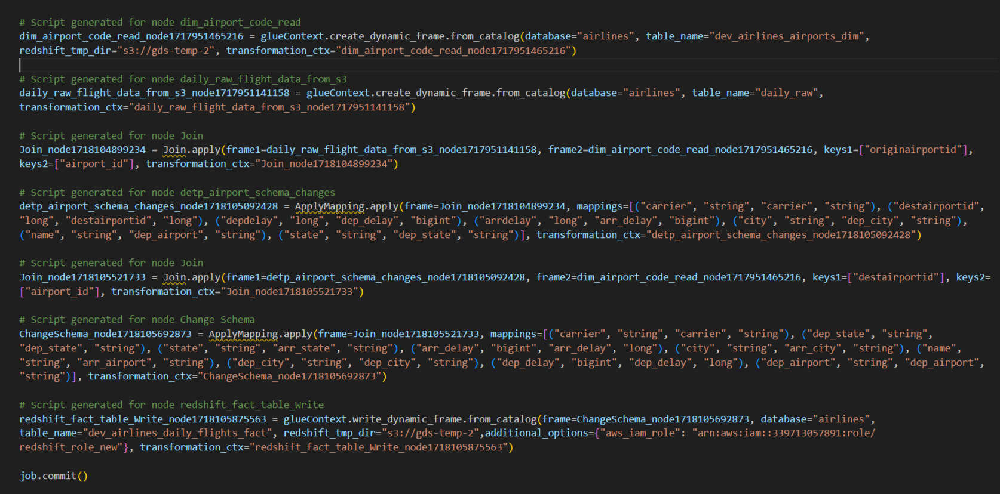 # Script generated for node dim_airport_code_read
dim_airport_code_read_node1717951465216 = glueContext.create_dynamic_frame.from_catalog(database="airlines", table_name="dev_airlines_airports_dim",
redshift_tmp_dir="s3://gds-temp-2", transformation_ctx="dim_airport_code_read_node1717951465216")
# Script generated for node daily_raw_flight_data_from_s3
daily_raw_flight_data_from_s3_node1717951141158 = glueContext.create_dynamic_frame.from_catalog(database="airlines", table_name="daily_raw",
transformation_ctx="daily_raw_flight_data_from_s3_node1717951141158")
# Script generated for node Join
Join_node1718104899234 = Join.apply(frame1=daily_raw_flight_data_from_s3_node1717951141158, frame2=dim_airport_code_read_node1717951465216, keys1=["originairportid"],
keys2=["airport_id"], transformation_ctx="Join_node1718104899234")
# Script generated for node detp_airport_schema_changes
detp_airport_schema_changes_node1718105092428 = ApplyMapping.apply(frame=Join_node1718104899234, mappings=[("carrier", "string", "carrier", "string"), ("destairportid",
"long", "destairportid", "long"), ("depdelay", "long", "dep_delay", "bigint"), ("arrdelay", "long", "arr_delay", "bigint"), ("city", "string", "dep_city", "string"),
("name", "string", "dep_airport", "string"), ("state", "string", "dep_state", "string")], transformation_ctx="detp_airport_schema_changes_node1718105092428")
# Script generated for node Join
Join_node1718105521733 = Join.apply(frame1=detp_airport_schema_changes_node1718105092428, frame2=dim_airport_code_read_node1717951465216, keys1=["destairportid"], keys2=
["airport_id"], transformation_ctx="Join_node1718105521733")
# Script generated for node Change Schema
ChangeSchema_node1718105692873 = ApplyMapping.apply(frame=Join_node1718105521733, mappings=[("carrier", "string", "carrier", "string"), ("dep_state", "string",
"dep_state", "string"), ("state", "string", "arr_state", "string"), ("arr_delay", "bigint", "arr_delay", "long"), ("city", "string", "arr_city", "string"), ("name",
"string", "arr_airport", "string"), ("dep_city", "string", "dep_city", "string"), ("dep_delay", "bigint", "dep_delay", "long"), ("dep_airport", "string", "dep_airport",
"string")], transformation_ctx="ChangeSchema_node1718105692873")
# Script generated for node redshift_fact_table_Write
redshift_fact_table_Write_node1718105875563 = glueContext.write_dynamic_frame.from_catalog(frame=ChangeSchema_node1718105692873, database="airlines",
table_name="dev_airlines_daily_flights_fact", redshift_tmp_dir="s3://gds-temp-2",additional_options={"aws_iam_role": "arn:aws:iam::339713057891:role/
redshift_role_new"}, transformation_ctx="redshift_fact_table_Write_node1718105875563")
job.commit()